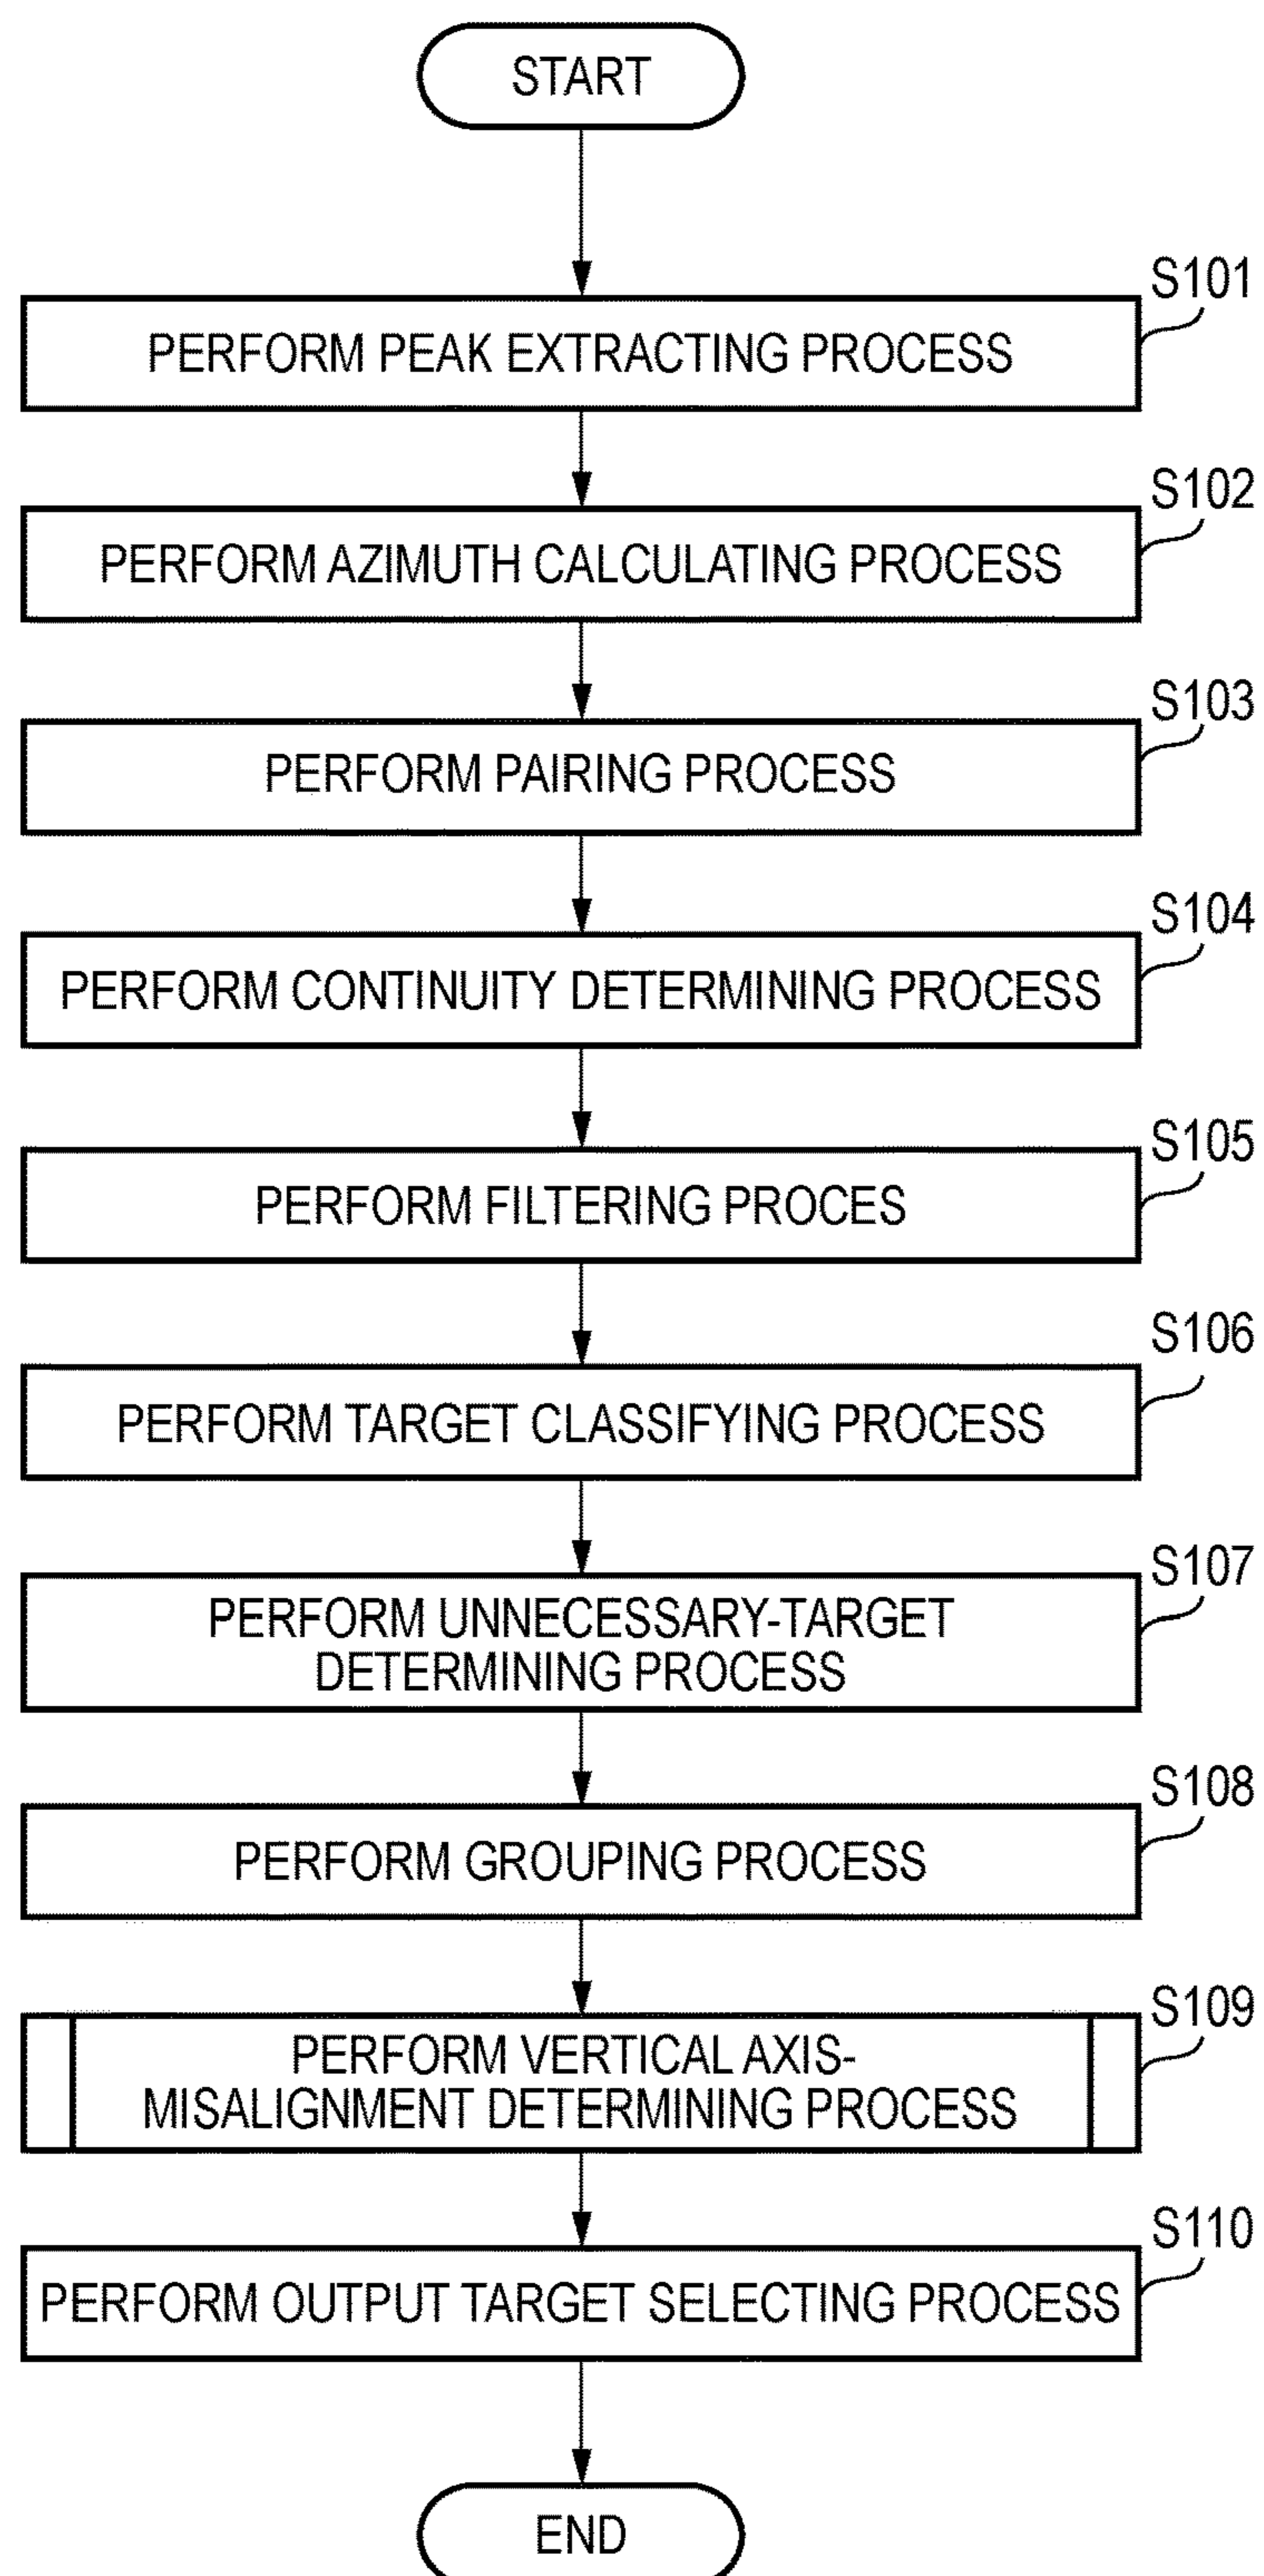 START
S101
PERFORM PEAK EXTRACTING PROCESS
S102
PERFORM AZIMUTH CALCULATING PROCESS
S103
PERFORM PAIRING PROCESS
S104
PERFORM CONTINUITY DETERMINING PROCESS
S105
PERFORM FILTERING PROCES
S106
PERFORM TARGET CLASSIFYING PROCESS
S107
PERFORM UNNECESSARY-TARGET
DETERMINING PROCESS
S108
PERFORM GROUPING PROCESS
S109
PERFORM VERTICAL AXIS-
MISALIGNMENT DETERMINING PROCESS
S110
PERFORM OUTPUT TARGET SELECTING PROCESS
END